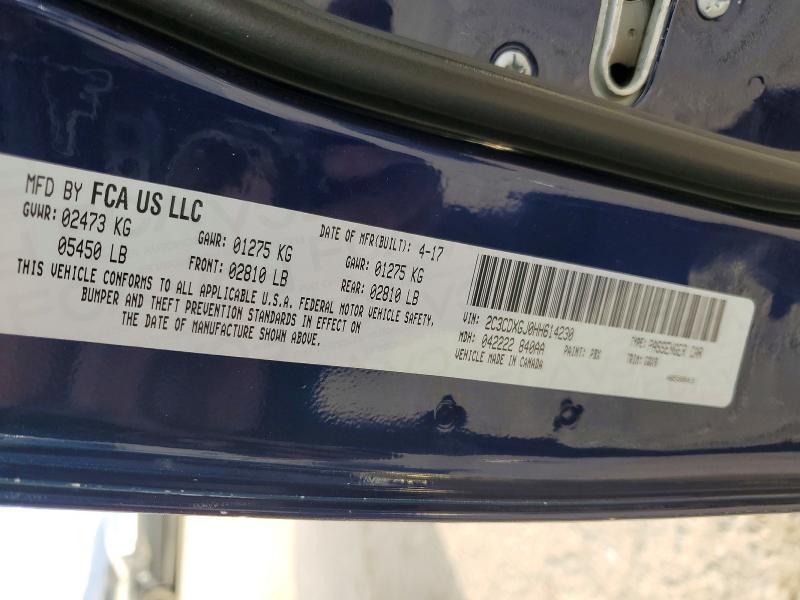 MFD BY FCA US LLC
DATE OF MFR(BUILT): 4-17
GVWR: 02473 KG
GAWR: 01275 KG
GAWR: 01275 KG
05450 LB
FRONT: 02810 LB
REAR: 02810 LB
THIS VEHICLE CONFORMS TO ALL APPLICABLE U.S.A. FEDERAL MOTOR VEHICLE SAFETY,
BUMPER AND THEFT PREVENTION STANDARDS IN EFFECT ON
THE DATE OF MANUFACTURE SHOWN ABOVE.
VIN: 2C3CDXGJ0HH614230
TYPE: PASSENGER CAR
MDH: 042222 840AA
PAINT: PBX
TRIM:
VEHICLE MADE IN CANADA